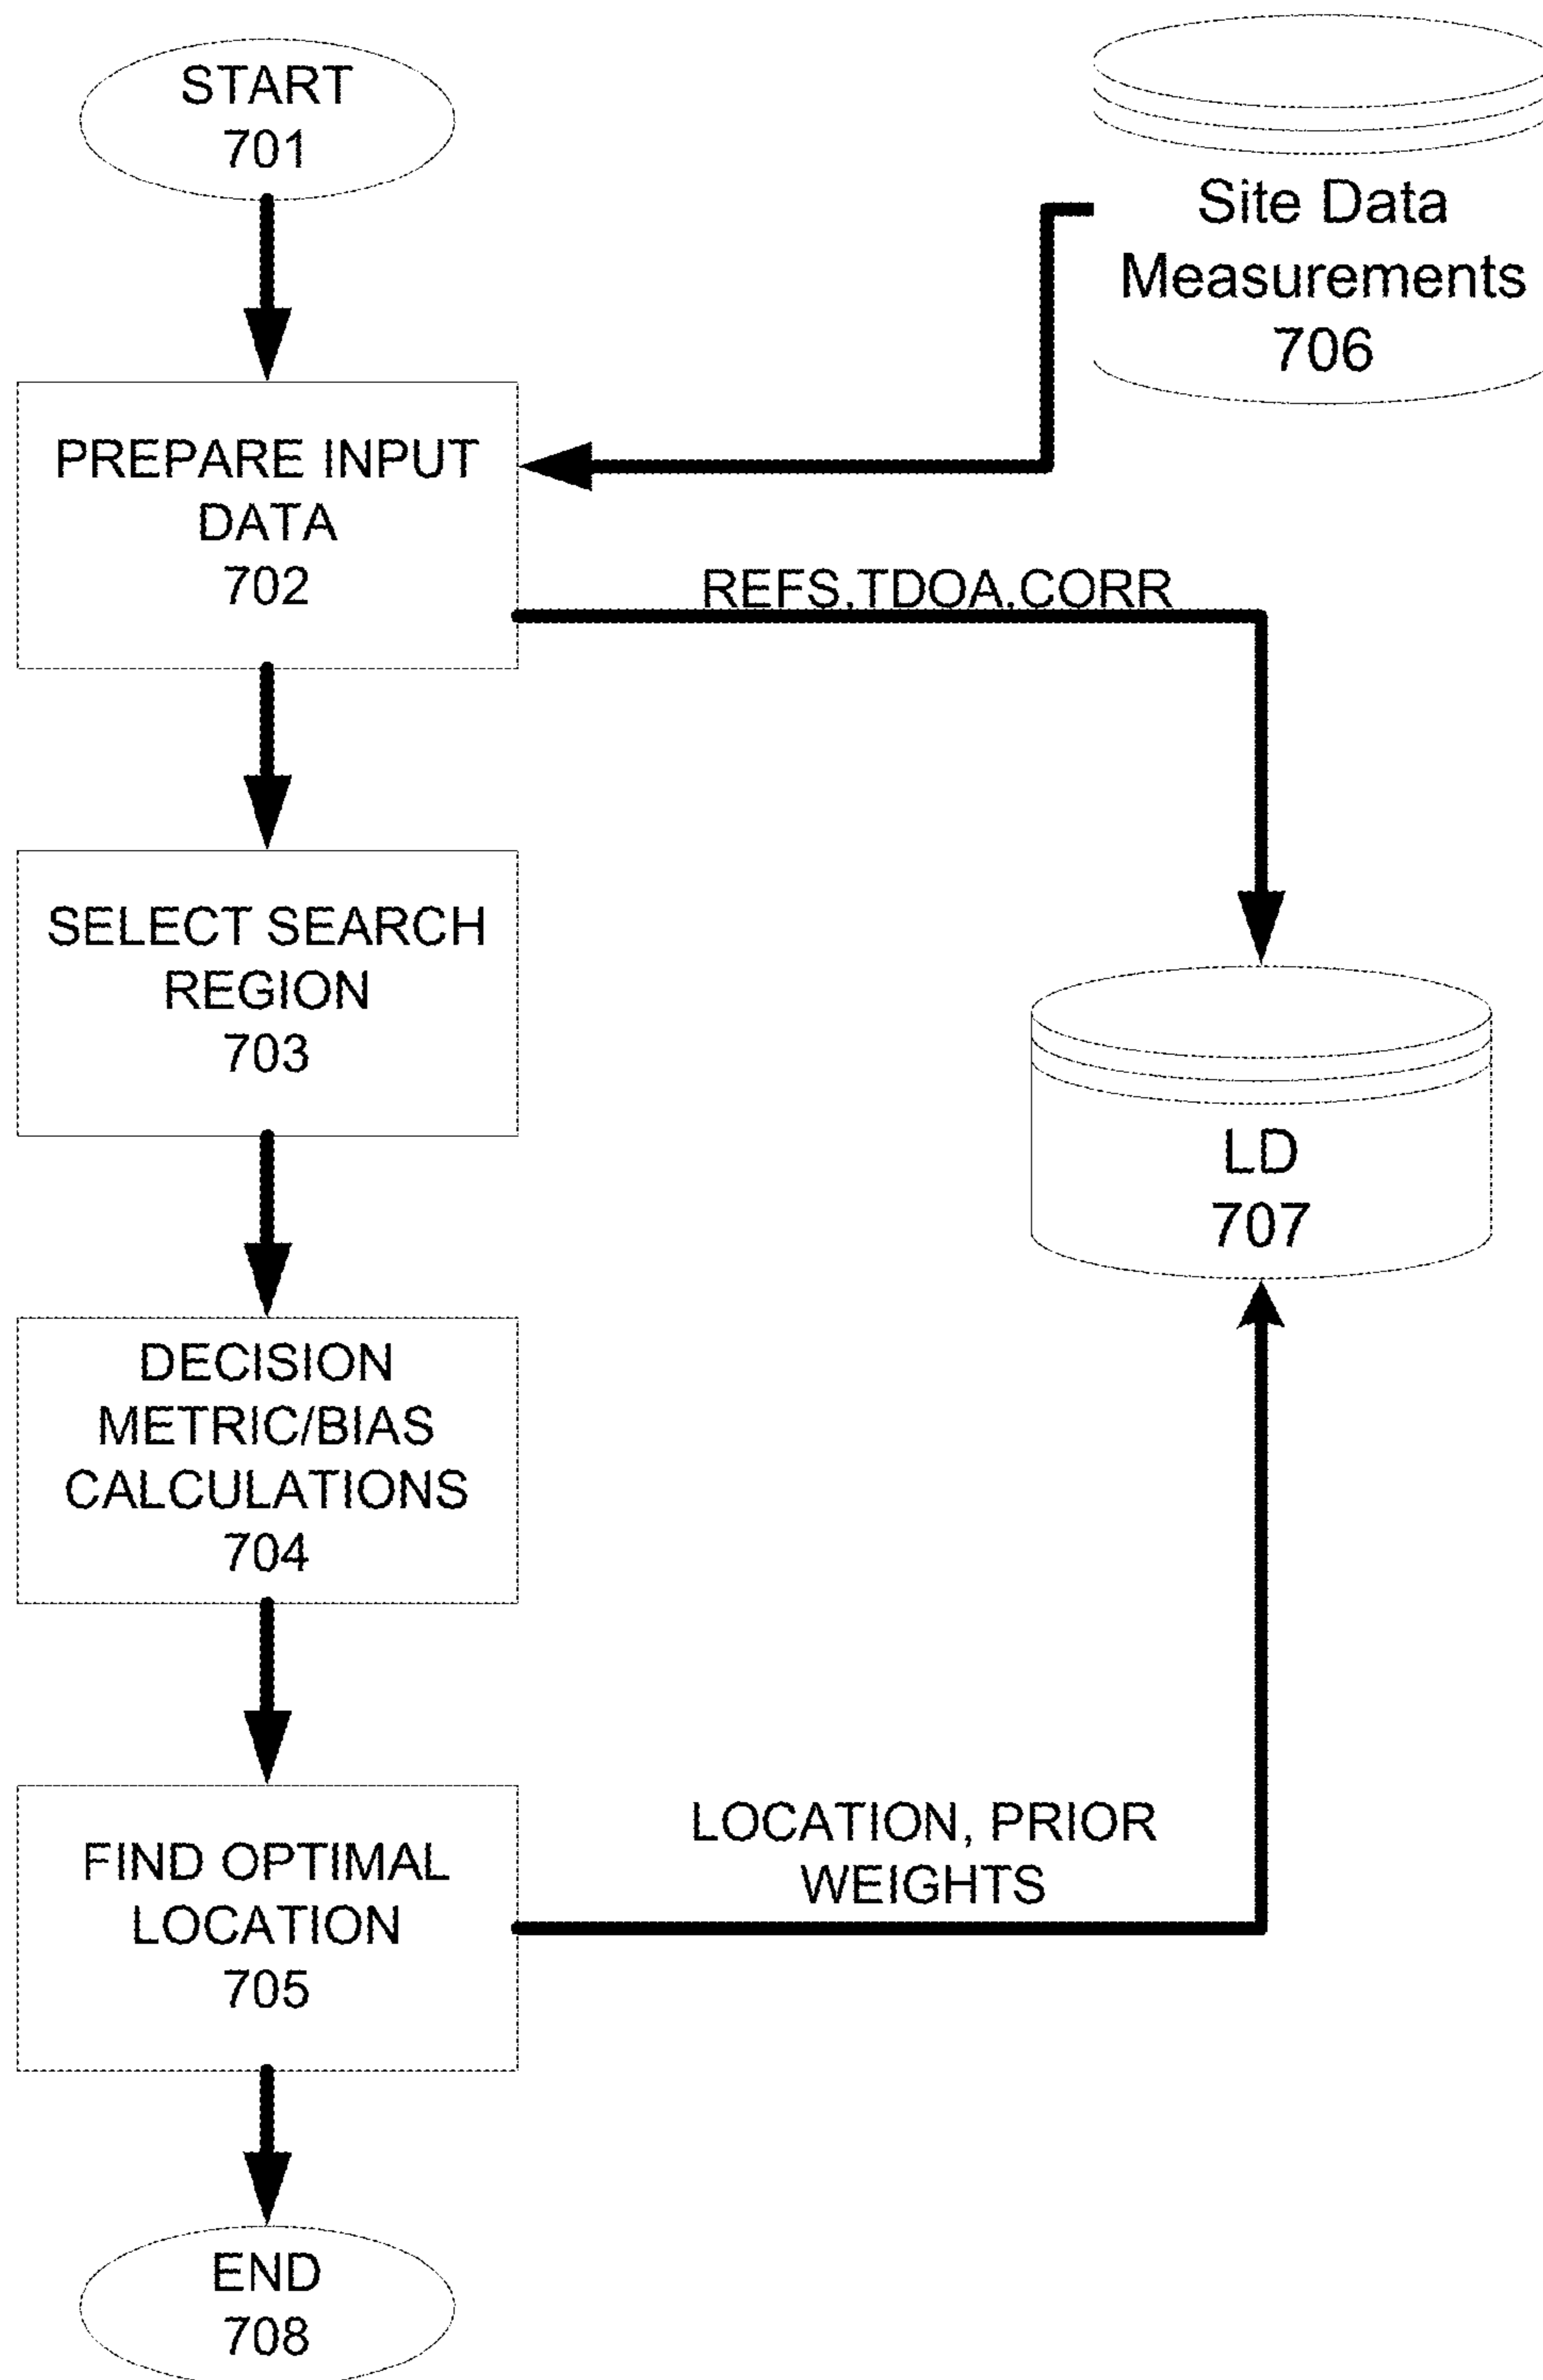 START
701
Site Data
Measurements
706
PREPARE INPUT
DATA
702
REFS,TDOA,CORR
SELECT SEARCH
REGION
703
LD
707
DECISION
METRIC/BIAS
CALCULATIONS
704
LOCATION, PRIOR
WEIGHTS
FIND OPTIMAL
LOCATION
705
END
708